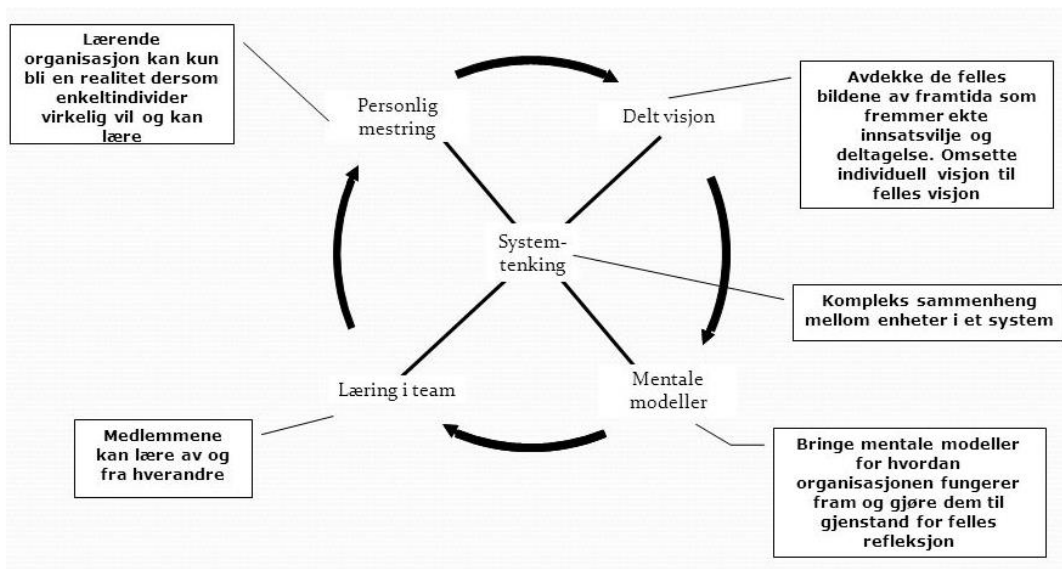 Lærende
organisasjon kan kun
bli en realitet dersom
enkeltindivider
virkelig vil og kan
lære
Personlig
mestring
Delt visjon
Avdekke de felles
bildene av framtida som
fremmer ekte
innsatsvilje og
deltagelse. Omsette
individuell visjon til
felles visjon
System-
tenking
Kompleks sammenheng
mellom enheter i et system
Læring i team
Mentale
modeller
Medlemmene
kan lære av og
fra hverandre
Bringe mentale modeller
for hvordan
organisasjonen fungerer
fram og gjøre dem til
gjenstand for felles
refleksjon